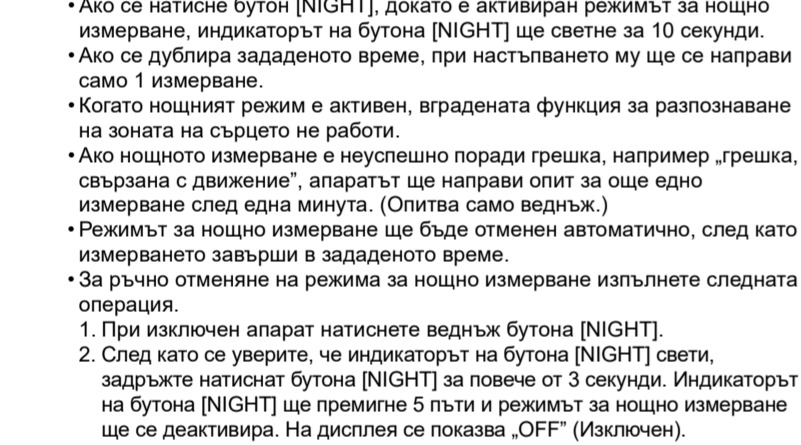 • Ако се натисне бутон [NIGHT], докато е активиран режимът за нощно
измерване, индикаторът на бутона [NIGHT] ще светне за 10 секунди.
• Ако се дублира зададеното време, при настъпването му ще се направи
само 1 измерване.
• Когато нощният режим е активен, вградената функция за разпознаване
на зоната на сърцето не работи.
• Ако нощното измерване е неуспешно поради грешка, например „грешка,
свързана с движение”, апаратът ще направи опит за още едно
измерване след една минута. (Опитва само веднъж.)
• Режимът за нощно измерване ще бъде отменен автоматично, след като
измерването завърши в зададеното време.
• За ръчно отменяне на режима за нощно измерване изпълнете следната
операция.
1. При изключен апарат натиснете веднъж бутона [NIGHT].
2. След като се уверите, че индикаторът на бутона [NIGHT] свети,
задръжте натиснат бутона [NIGHT] за повече от 3 секунди. Индикаторът
на бутона [NIGHT] ще премигне 5 пъти и режимът за нощно измерване
ще се деактивира. На дисплея се показва „OFF” (Изключен).